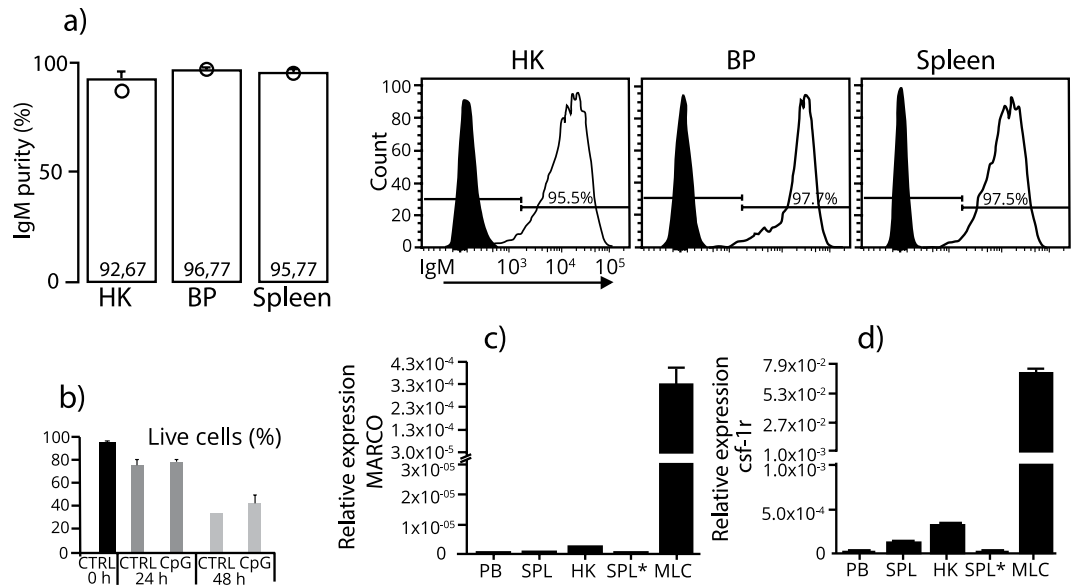 a)
IgM purity (%)
100
50
0
92,67
96,77
95,77
HK
BP
Spleen
HK
BP
Spleen
Count
100
80
60
40
20
0
95.5%
97.7%
97.5%
IgM
10³
10⁴
10⁵
b)
Live cells (%)
100
80
60
40
20
0
CTRL
CTRL CpG
CTRL CpG
0 h
24 h
48 h
c)
Relative expression
MARCO
4.3x10⁻⁴
3.3x10⁻⁴
2.3x10⁻⁴
1.3x10⁻⁴
3.0x10⁻⁵
3x10⁻⁰⁵
2x10⁻⁰⁵
1x10⁻⁰⁵
0
PB
SPL
HK
SPL*
MLC
d)
Relative expression
csf-1r
7.9x10⁻²
5.3x10⁻²
2.7x10⁻²
1.0x10⁻³
1.0x10⁻³
5.0x10⁻⁴
0
PB
SPL
HK
SPL*
MLC